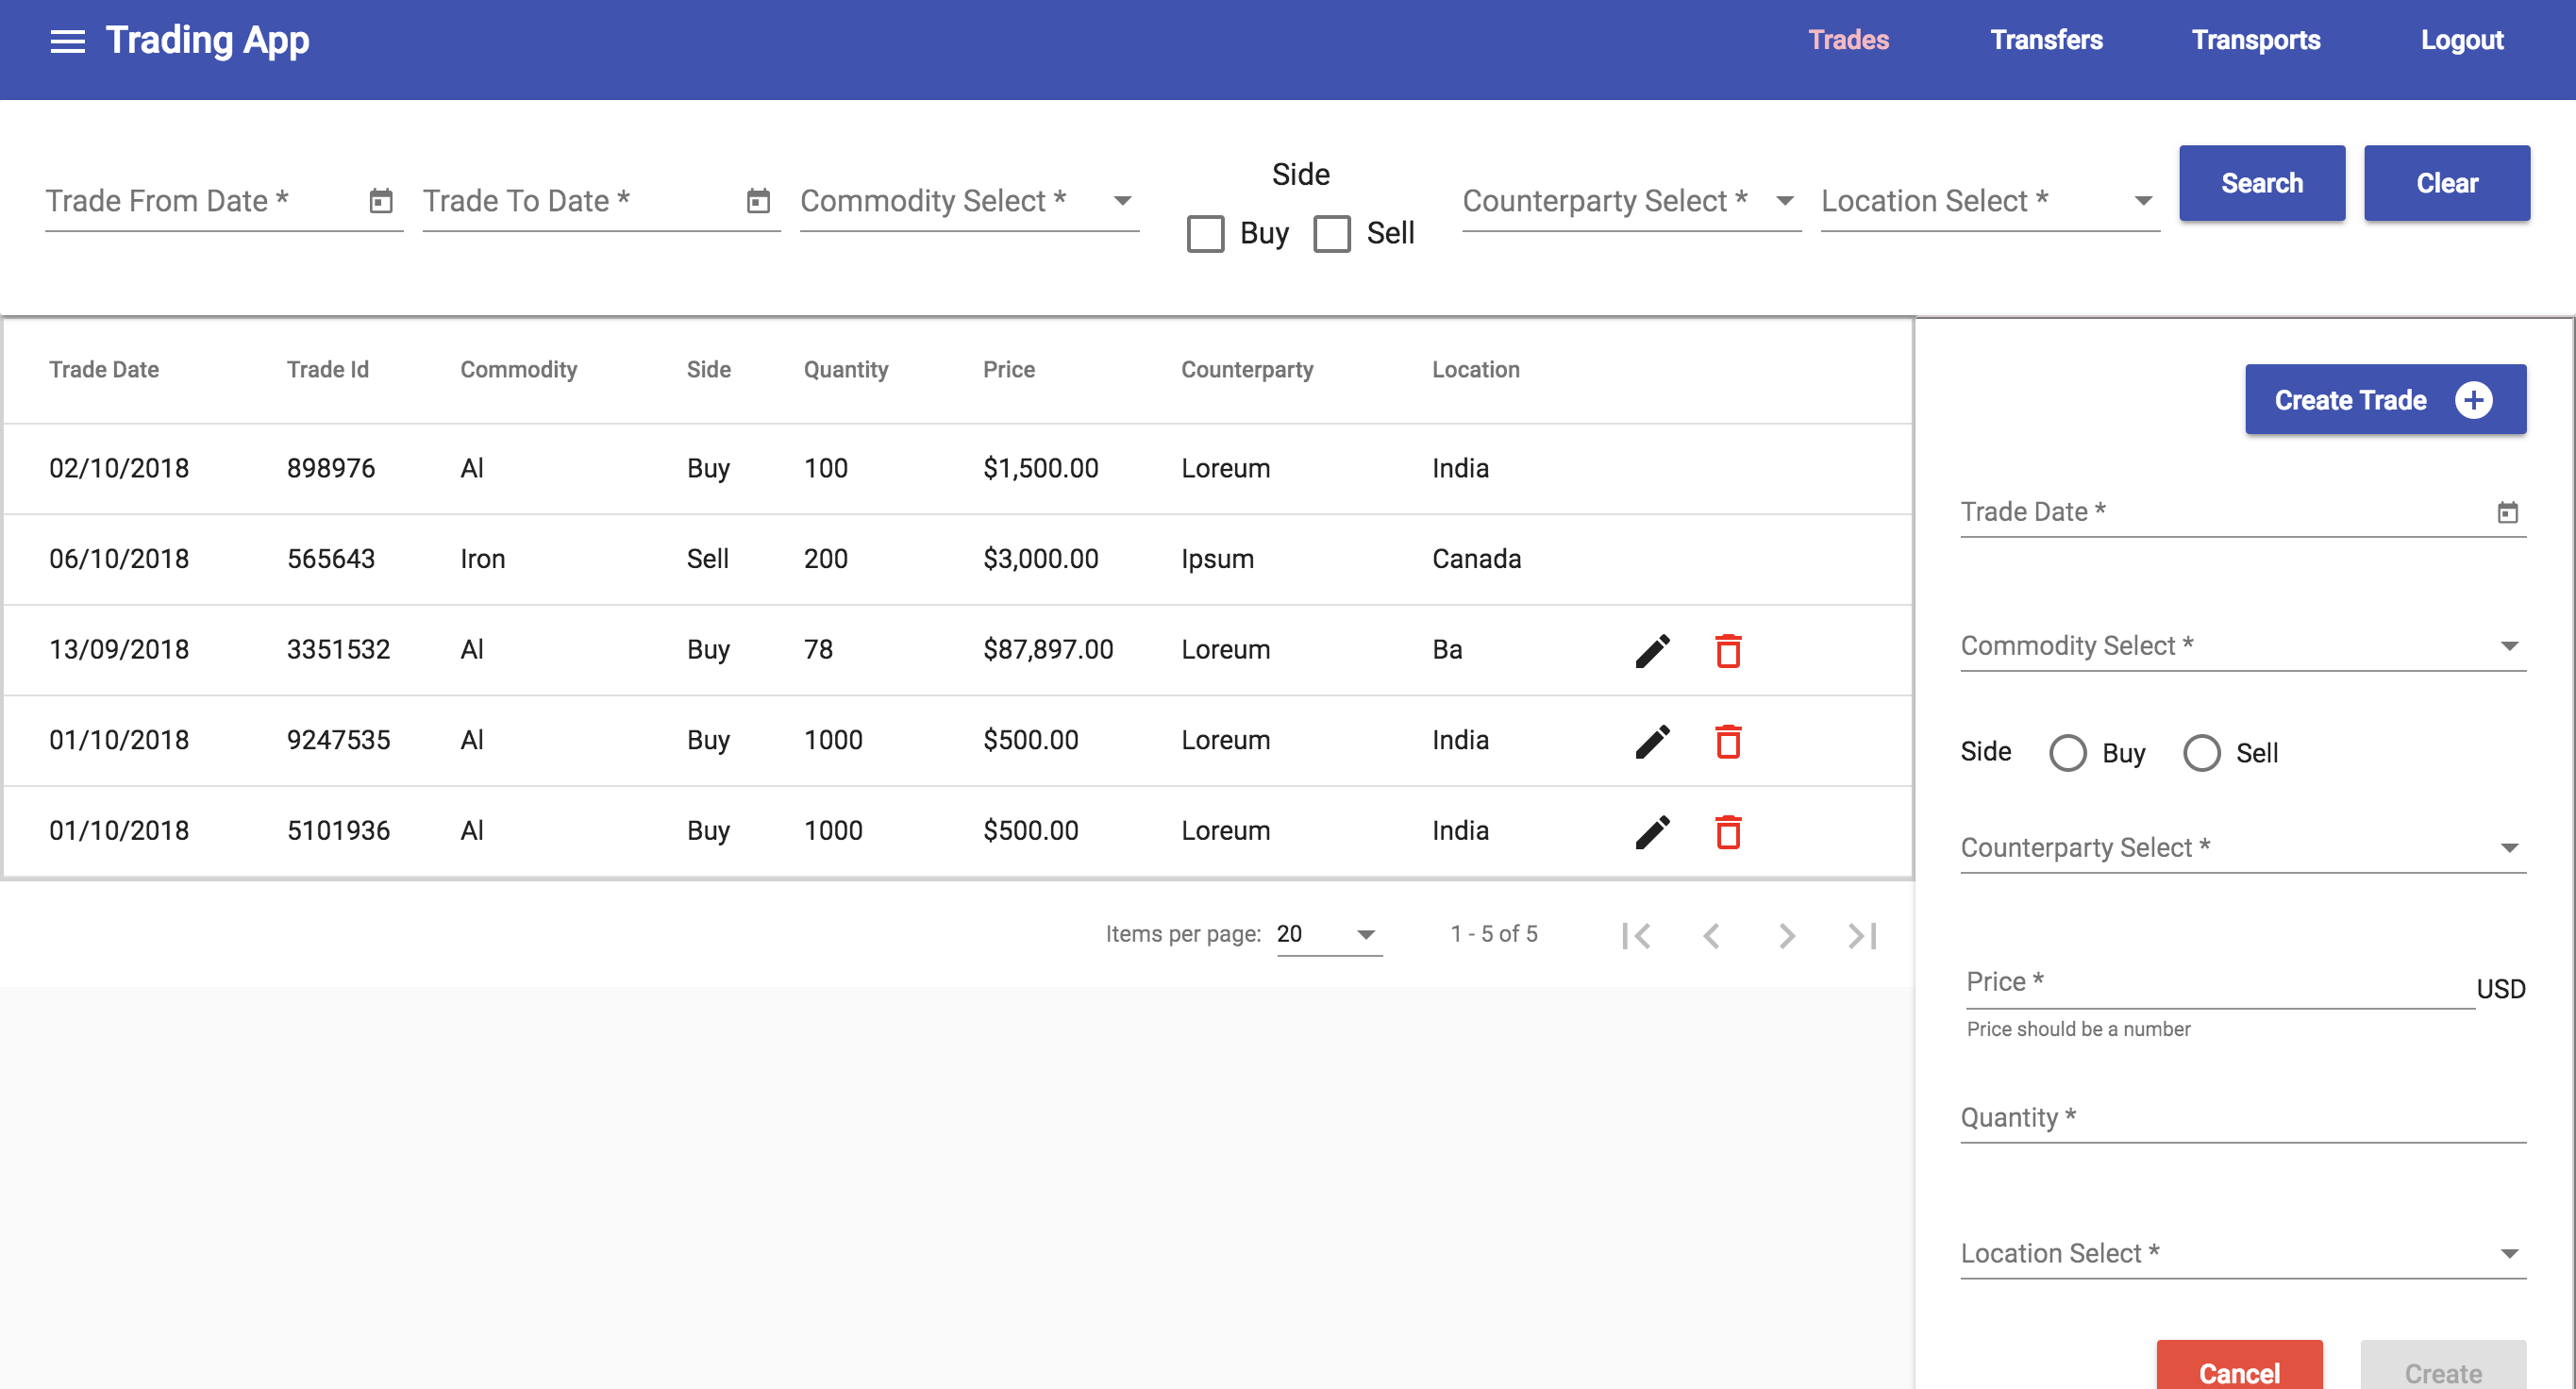 Trading App
Trades Transfers Transports Logout
Trade From Date * Trade To Date * Commodity Select * Side Buy Sell Counterparty Select * Location Select * Search Clear
Trade Date Trade Id Commodity Side Quantity Price Counterparty Location
02/10/2018 898976 Al Buy 100 $1,500.00 Loreum India
06/10/2018 565643 Iron Sell 200 $3,000.00 Ipsum Canada
13/09/2018 3351532 Al Buy 78 $87,897.00 Loreum Ba
01/10/2018 9247535 Al Buy 1000 $500.00 Loreum India
01/10/2018 5101936 Al Buy 1000 $500.00 Loreum India
Items per page: 20 1 - 5 of 5
Create Trade
Trade Date *
Commodity Select *
Side Buy Sell
Counterparty Select *
Price * USD
Price should be a number
Quantity *
Location Select *
Cancel Create